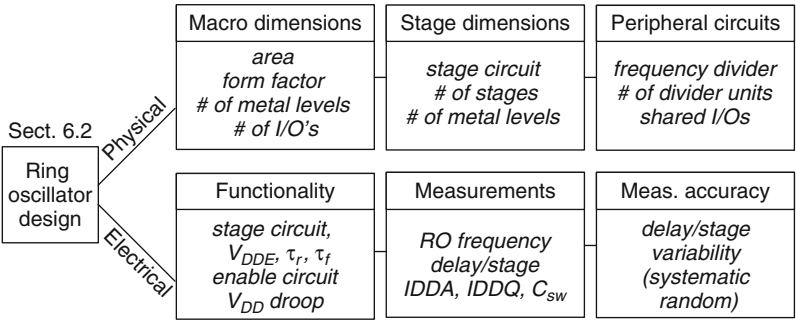 Sect. 6.2
Ring
oscillator
design
Physical
Macro dimensions
area
form factor
# of metal levels
# of I/O's
Stage dimensions
stage circuit
# of stages
# of metal levels
Peripheral circuits
frequency divider
# of divider units
shared I/Os
Electrical
Functionality
stage circuit,
V_DDE, τ_r, τ_f
enable circuit
V_DD droop
Measurements
RO frequency
delay/stage
IDDA, IDDQ, C_sw
Meas. accuracy
delay/stage
variability
(systematic
random)